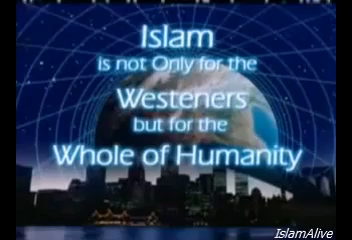 Islam
is not Only for the
Westeners
but for the
Whole of Humanity
IslamAlive